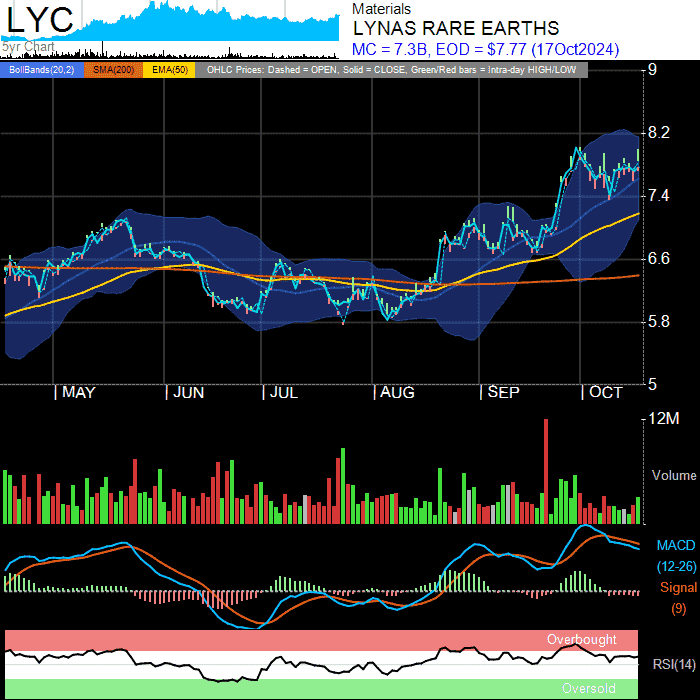 LYC
5yr Chart
Materials
LYNAS RARE EARTHS
MC = 7.3B, EOD = $7.77 (17Oct2024)
BollBands(20,2) SMA(200) EMA(50) OHLC Prices: Dashed = OPEN, Solid = CLOSE, Green/Red bars = Intra-day HIGH/LOW
9
8.2
7.4
6.6
5.8
5
MAY JUN JUL AUG SEP OCT
12M
Volume
MACD
(12-26)
Signal
(9)
Overbought
RSI(14)
Oversold